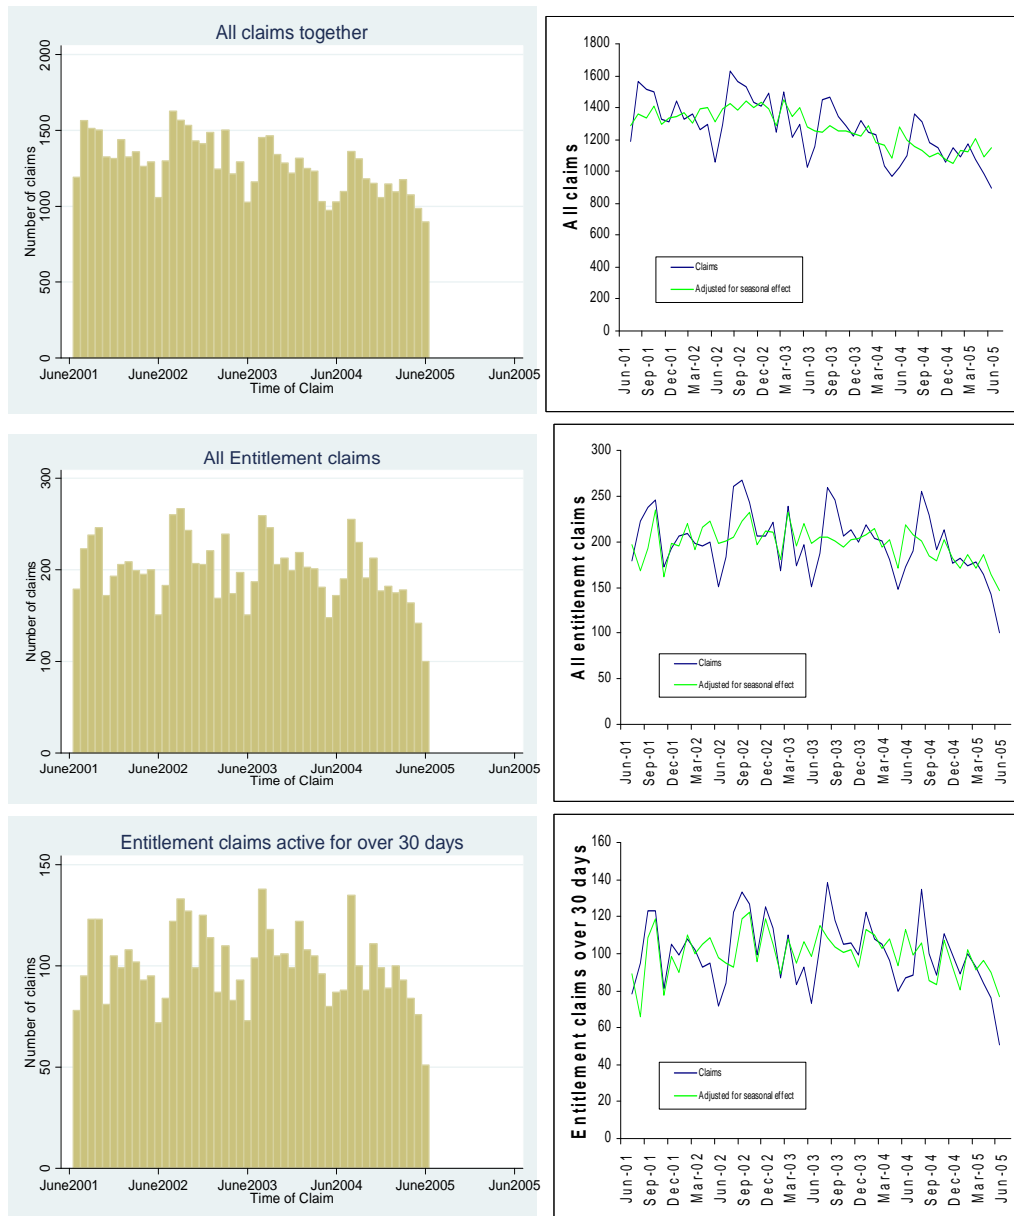 All claims together
Number of claims
2000
1500
1000
500
0
June2001 June2002 June2003 June2004 June2005 Jun2005
Time of Claim
All claims
1800
1600
1400
1200
1000
800
600
400
200
0
Claims
Adjusted for seasonal effect
Jun-01 Sep-01 Dec-01 Mar-02 Jun-02 Sep-02 Dec-02 Mar-03 Jun-03 Sep-03 Dec-03 Mar-04 Jun-04 Sep-04 Dec-04 Mar-05 Jun-05
All Entitlement claims
Number of claims
300
200
100
0
June2001 June2002 June2003 June2004 June2005 Jun2005
Time of Claim
All entitlenemt claims
300
250
200
150
100
50
0
Claims
Adjusted for seasonal effect
Jun-01 Sep-01 Dec-01 Mar-02 Jun-02 Sep-02 Dec-02 Mar-03 Jun-03 Sep-03 Dec-03 Mar-04 Jun-04 Sep-04 Dec-04 Mar-05 Jun-05
Entitlement claims active for over 30 days
Number of claims
150
100
50
0
June2001 June2002 June2003 June2004 June2005 Jun2005
Time of Claim
Entitlement claims over 30 days
160
140
120
100
80
60
40
20
0
Claims
Adjusted for seasonal effect
Jun-01 Sep-01 Dec-01 Mar-02 Jun-02 Sep-02 Dec-02 Mar-03 Jun-03 Sep-03 Dec-03 Mar-04 Jun-04 Sep-04 Dec-04 Mar-05 Jun-05